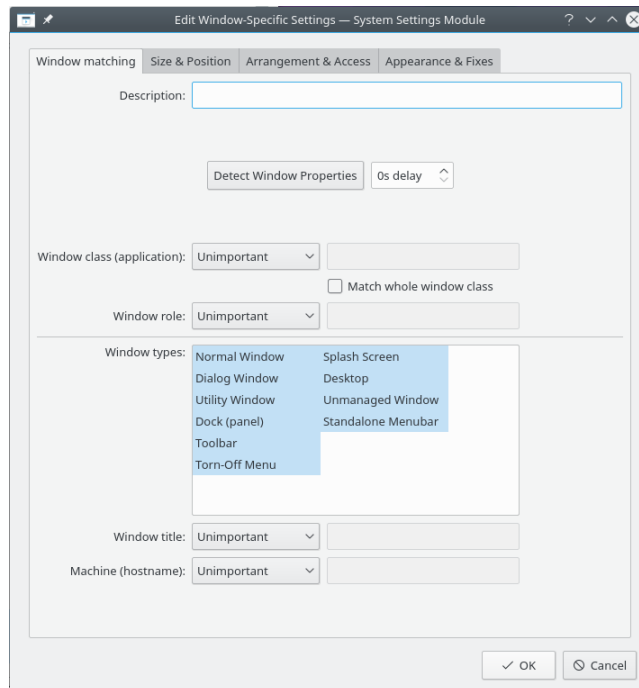 Edit Window-Specific Settings — System Settings Module
Window matching Size & Position Arrangement & Access Appearance & Fixes
Description:
Detect Window Properties 0s delay
Window class (application): Unimportant
Match whole window class
Window role: Unimportant
Window types:
Normal Window Splash Screen
Dialog Window Desktop
Utility Window Unmanaged Window
Dock (panel) Standalone Menubar
Toolbar
Torn-Off Menu
Window title: Unimportant
Machine (hostname): Unimportant
OK Cancel